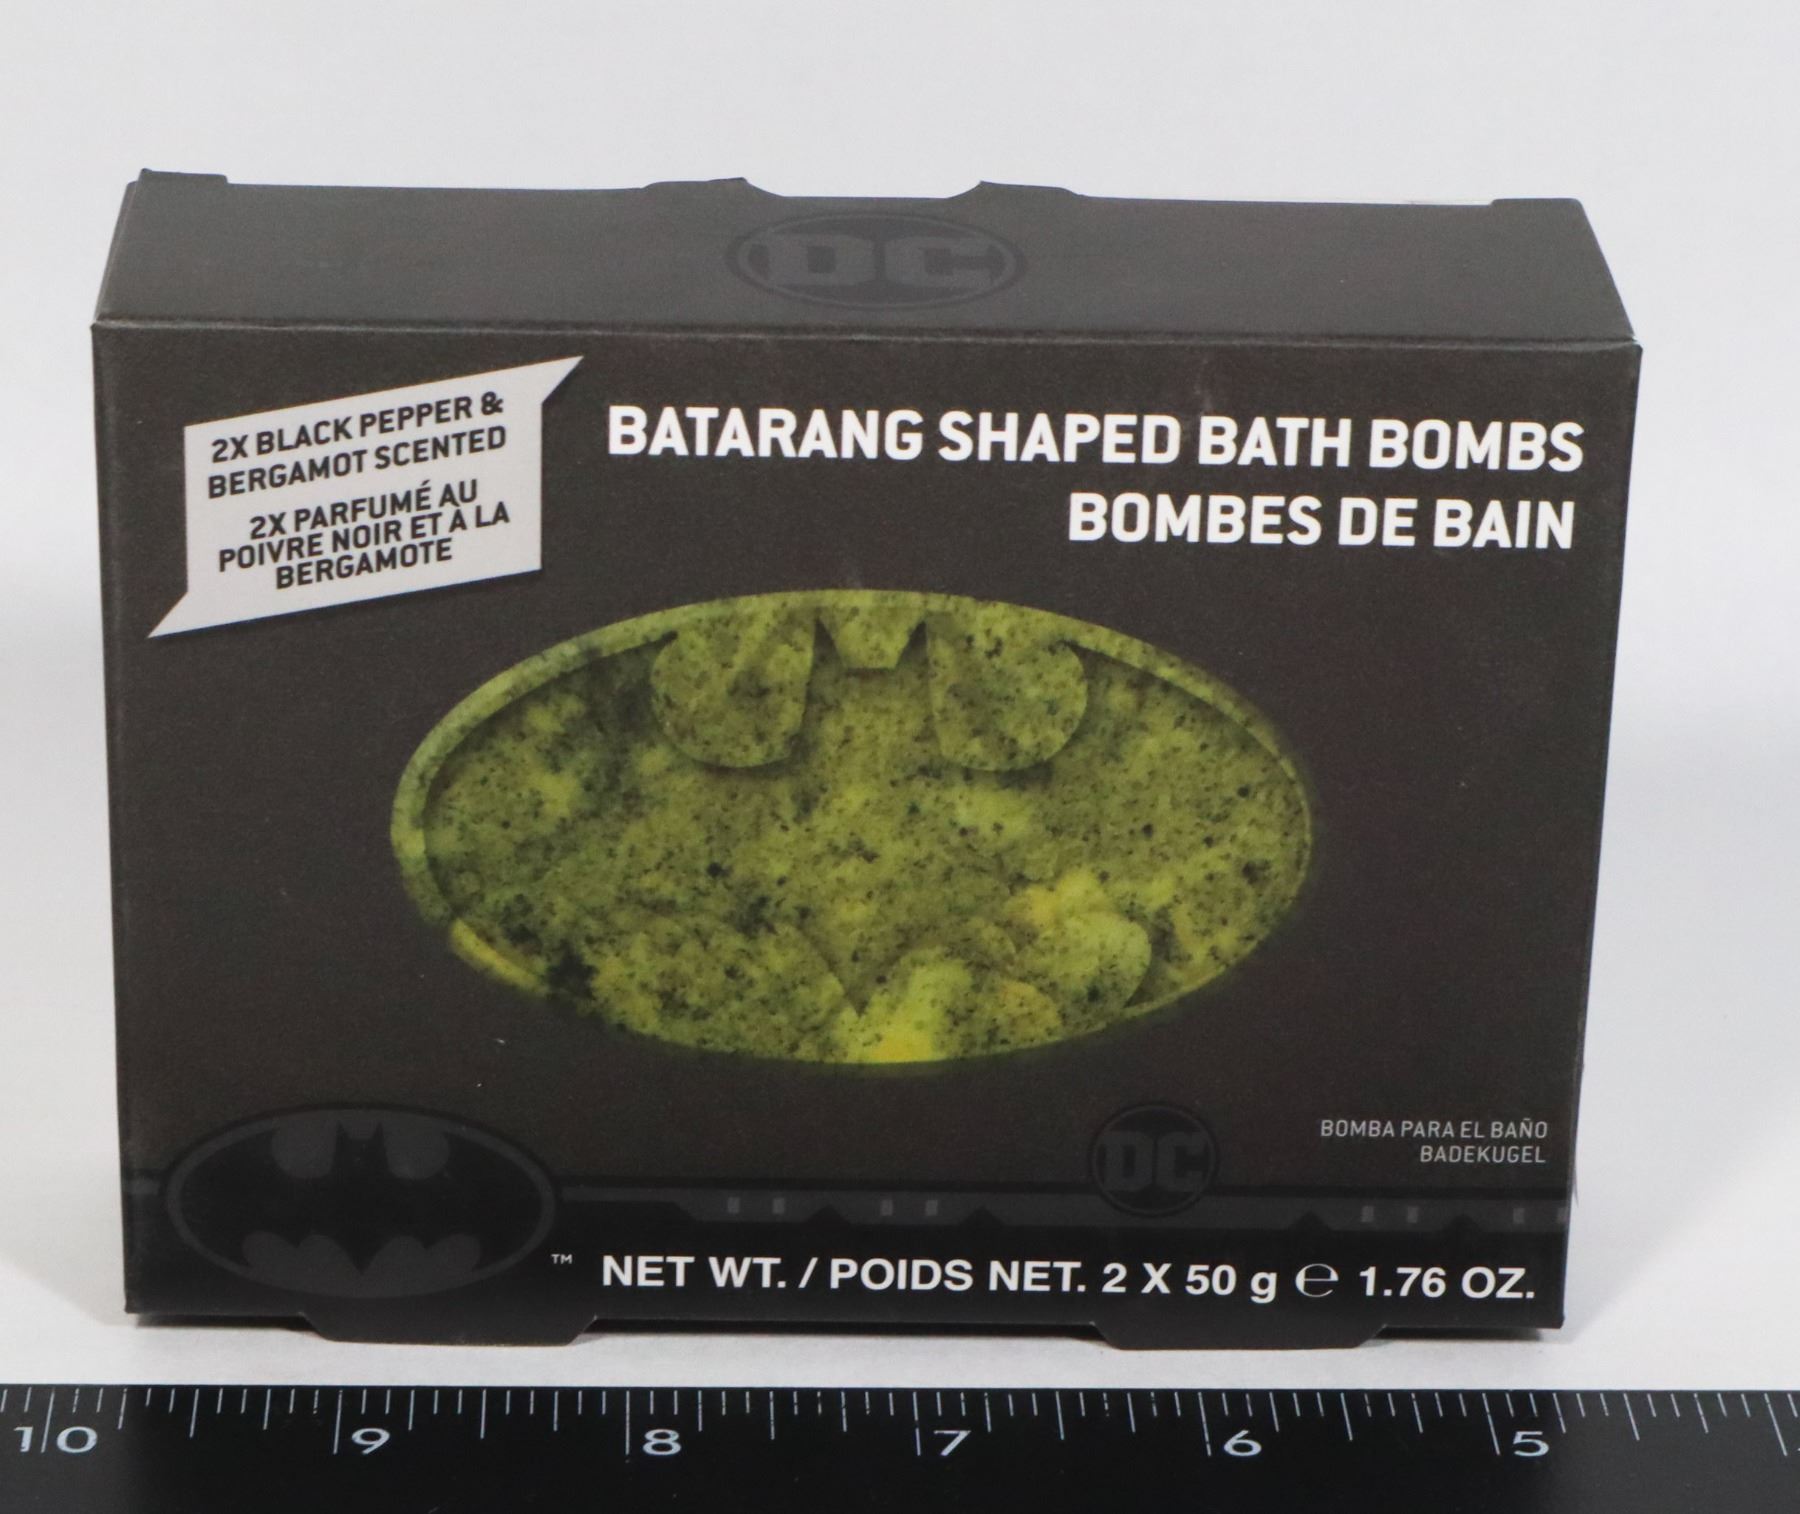 DC
2X BLACK PEPPER &
BERGAMOT SCENTED
2X PARFUMÉ AU
POIVRE NOIR ET À LA
BERGAMOTE
BATARANG SHAPED BATH BOMBS
BOMBES DE BAIN
BOMBA PARA EL BAÑO
BADEKUGEL
DC
™ NET WT. / POIDS NET. 2 X 50 g ℮ 1.76 OZ.
10 9 8 7 6 5